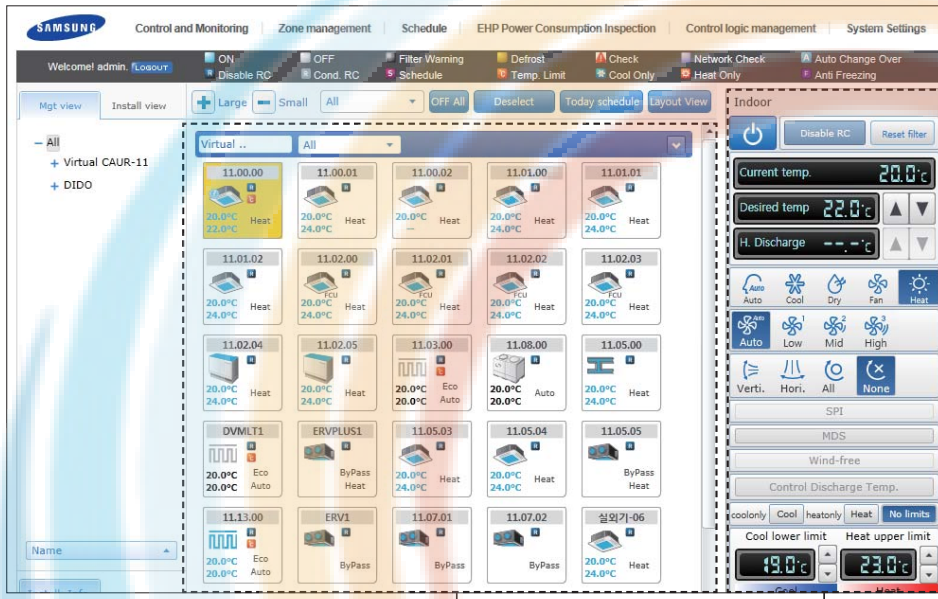 SAMSUNG Control and Monitoring Zone management Schedule EHP Power Consumption Inspection Control logic management System Settings
Welcome! admin. Logout
ON OFF Filter Warning Defrost Check Network Check A Auto Change Over
R Disable RC R Cond. RC S Schedule Temp. Limit Cool Only Heat Only F Anti Freezing
Mgt view Install view
+ Large - Small All OFF All Deselect Today schedule Layout View
− All
+ Virtual CAUR-11
+ DIDO
Virtual .. All
11.00.00 11.00.01 11.00.02 11.01.00 11.01.01
20.0°C Heat 20.0°C Heat 20.0°C Heat 20.0°C Heat 20.0°C Heat
22.0°C 24.0°C — 24.0°C 24.0°C
11.01.02 11.02.00 11.02.01 11.02.02 11.02.03
FCU FCU FCU FCU
20.0°C Heat 20.0°C Heat 20.0°C Heat 20.0°C Heat 20.0°C Heat
24.0°C 24.0°C 24.0°C 24.0°C 24.0°C
11.02.04 11.02.05 11.03.00 11.08.00 11.05.00
20.0°C Heat 20.0°C Heat 20.0°C Eco 20.0°C Auto 20.0°C Heat
24.0°C 24.0°C 20.0°C Auto 20.0°C 24.0°C
DVMLT1 ERVPLUS1 11.05.03 11.05.04 11.05.05
20.0°C Eco ByPass 20.0°C Heat 20.0°C Heat ByPass
20.0°C Auto Heat 24.0°C 24.0°C Heat
11.13.00 ERV1 11.07.01 11.07.02 실외기-06
20.0°C Eco ByPass ByPass ByPass 20.0°C Heat
20.0°C Auto 24.0°C
Name
Indoor
Disable RC Reset filter
Current temp. 20.0°c
Desired temp 22.0°c
H. Discharge --.-°c
Auto
Auto Cool Dry Fan Heat
Auto 1 2 3
Auto Low Mid High
Verti. Hori. All None
SPI
MDS
Wind-free
Control Discharge Temp.
coolonly Cool heatonly Heat No limits
Cool lower limit Heat upper limit
19.0°c 23.0°c
Cool Heat